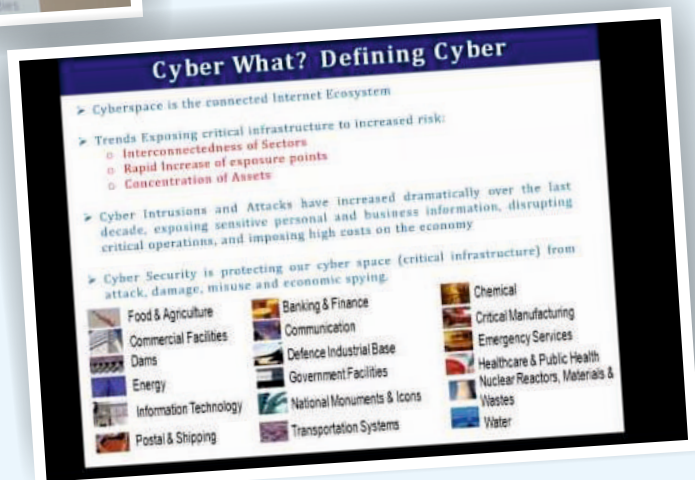 Cyber What? Defining Cyber
➢ Cyberspace is the connected Internet Ecosystem
➢ Trends Exposing critical infrastructure to increased risk:
o Interconnectedness of Sectors
o Rapid Increase of exposure points
o Concentration of Assets
➢ Cyber Intrusions and Attacks have increased dramatically over the last
decade, exposing sensitive personal and business information, disrupting
critical operations, and imposing high costs on the economy
➢ Cyber Security is protecting our cyber space (critical infrastructure) from
attack, damage, misuse and economic spying.
Food & Agriculture
Commercial Facilities
Dams
Energy
Information Technology
Postal & Shipping
Banking & Finance
Communication
Defence Industrial Base
Government Facilities
National Monuments & Icons
Transportation Systems
Chemical
Critical Manufacturing
Emergency Services
Healthcare & Public Health
Nuclear Reactors, Materials &
Wastes
Water